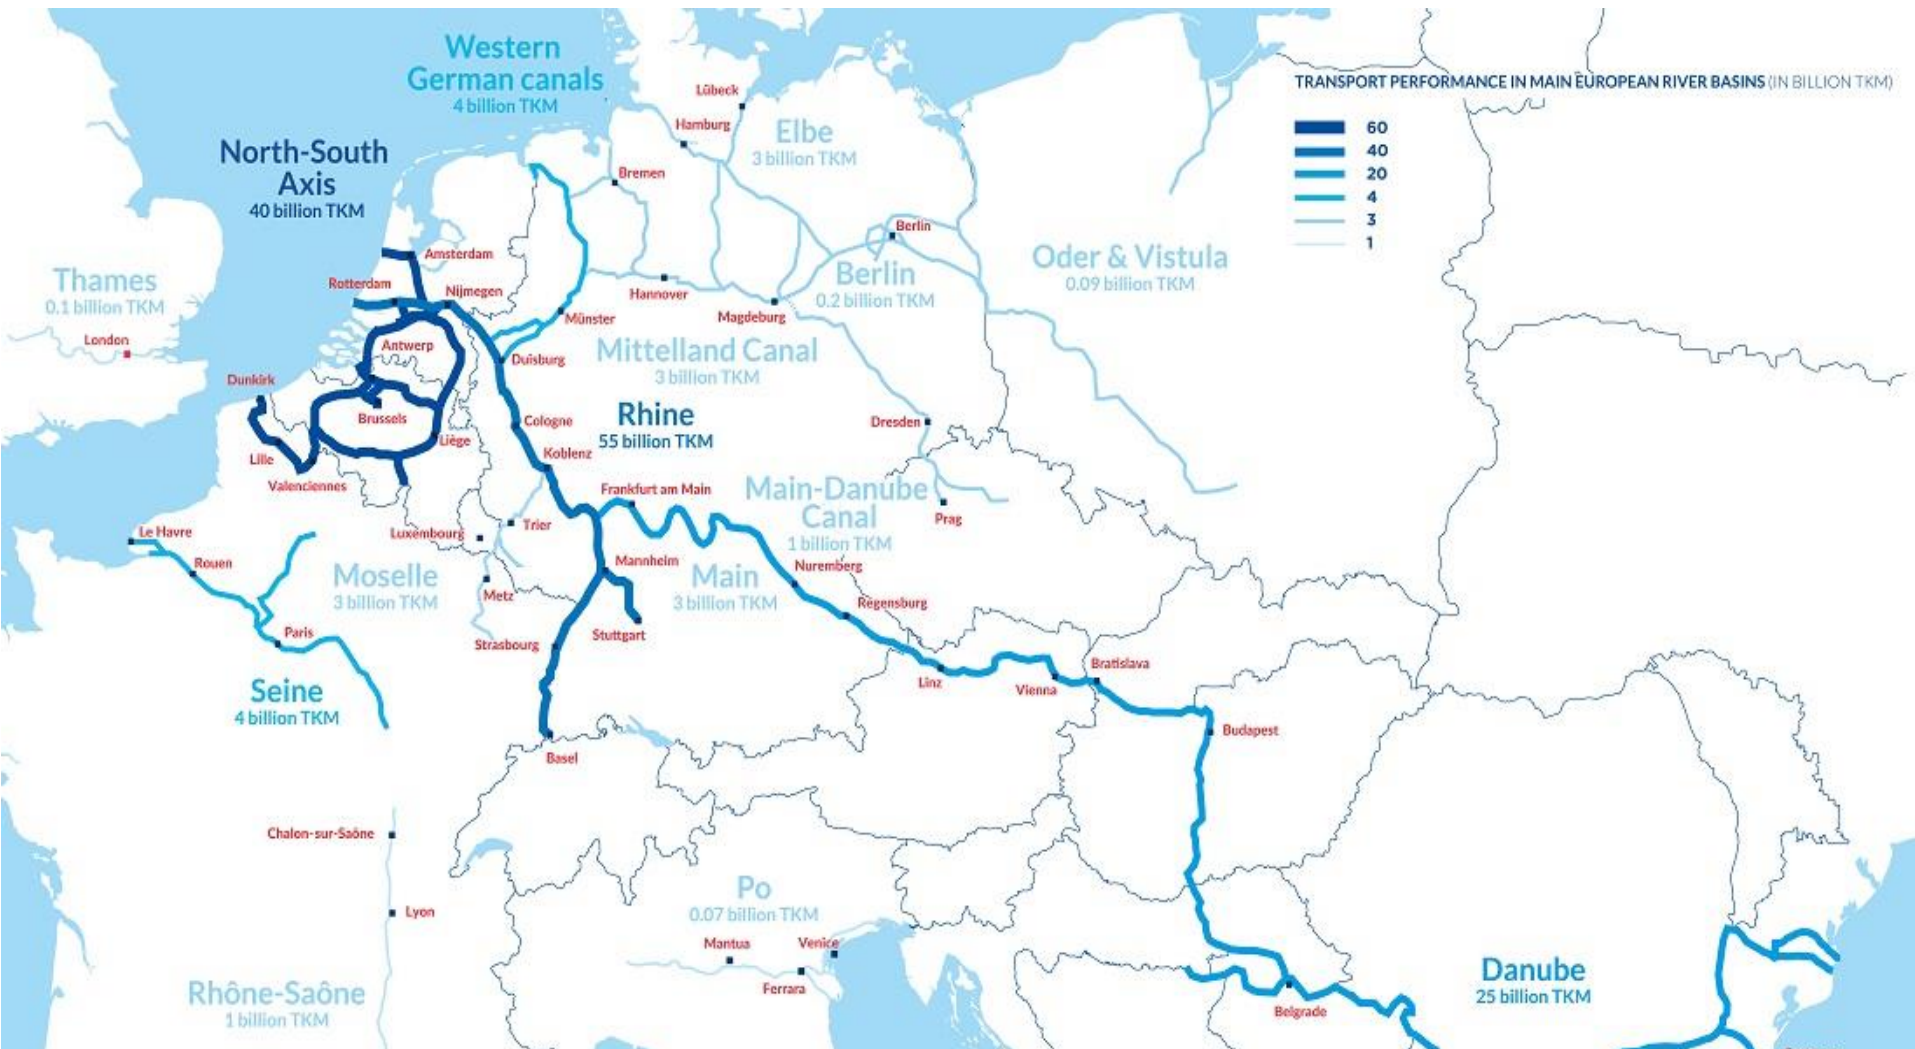 Western
German canals
4 billion TKM
Lübeck
Hamburg
Elbe
3 billion TKM
TRANSPORT PERFORMANCE IN MAIN EUROPEAN RIVER BASINS (IN BILLION TKM)
60
40
20
4
3
1
North-South
Axis
40 billion TKM
Bremen
Berlin
Amsterdam
Rotterdam
Nijmegen
Thames
0.1 billion TKM
London
Hannover
Berlin
0.2 billion TKM
Oder & Vistula
0.09 billion TKM
Münster
Magdeburg
Antwerp
Duisburg
Mittelland Canal
3 billion TKM
Dunkirk
Brussels
Cologne
Rhine
55 billion TKM
Dresden
Liège
Lille
Koblenz
Valenciennes
Frankfurt am Main
Main-Danube
Canal
1 billion TKM
Prag
Le Havre
Luxembourg
Trier
Rouen
Moselle
3 billion TKM
Mannheim
Main
3 billion TKM
Nuremberg
Metz
Regensburg
Paris
Strasbourg
Stuttgart
Seine
4 billion TKM
Linz
Vienna
Bratislava
Basel
Budapest
Chalon-sur-Saône
Lyon
Po
0.07 billion TKM
Mantua
Venice
Ferrara
Rhône-Saône
1 billion TKM
Danube
25 billion TKM
Belgrade